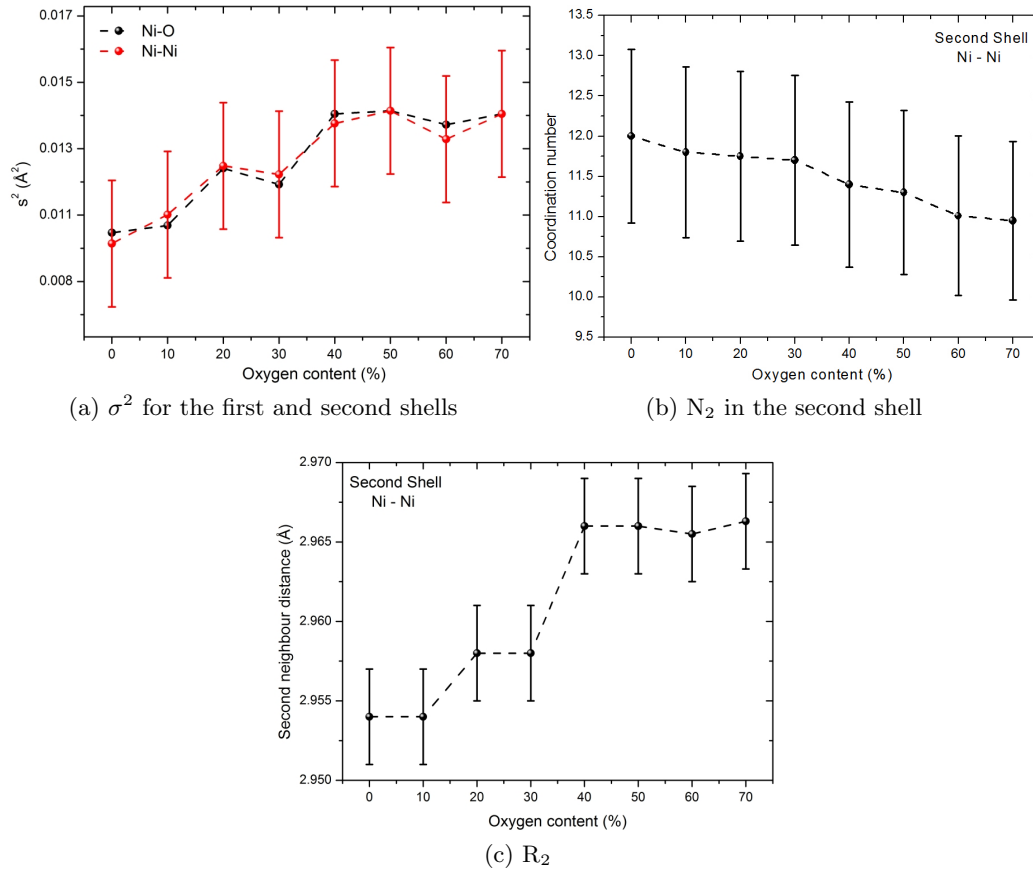 0.017
0.015
0.013
0.011
0.008
s² (Å²)
Ni-O
Ni-Ni
0 10 20 30 40 50 60 70
Oxygen content (%)
(a) σ² for the first and second shells
13.5
13.0
12.5
12.0
11.5
11.0
10.5
10.0
9.5
Coordination number
Second Shell
Ni - Ni
0 10 20 30 40 50 60 70
Oxygen content (%)
(b) N₂ in the second shell
2.970
2.965
2.960
2.955
2.950
Second neighbour distance (Å)
Second Shell
Ni - Ni
0 10 20 30 40 50 60 70
Oxygen content (%)
(c) R₂